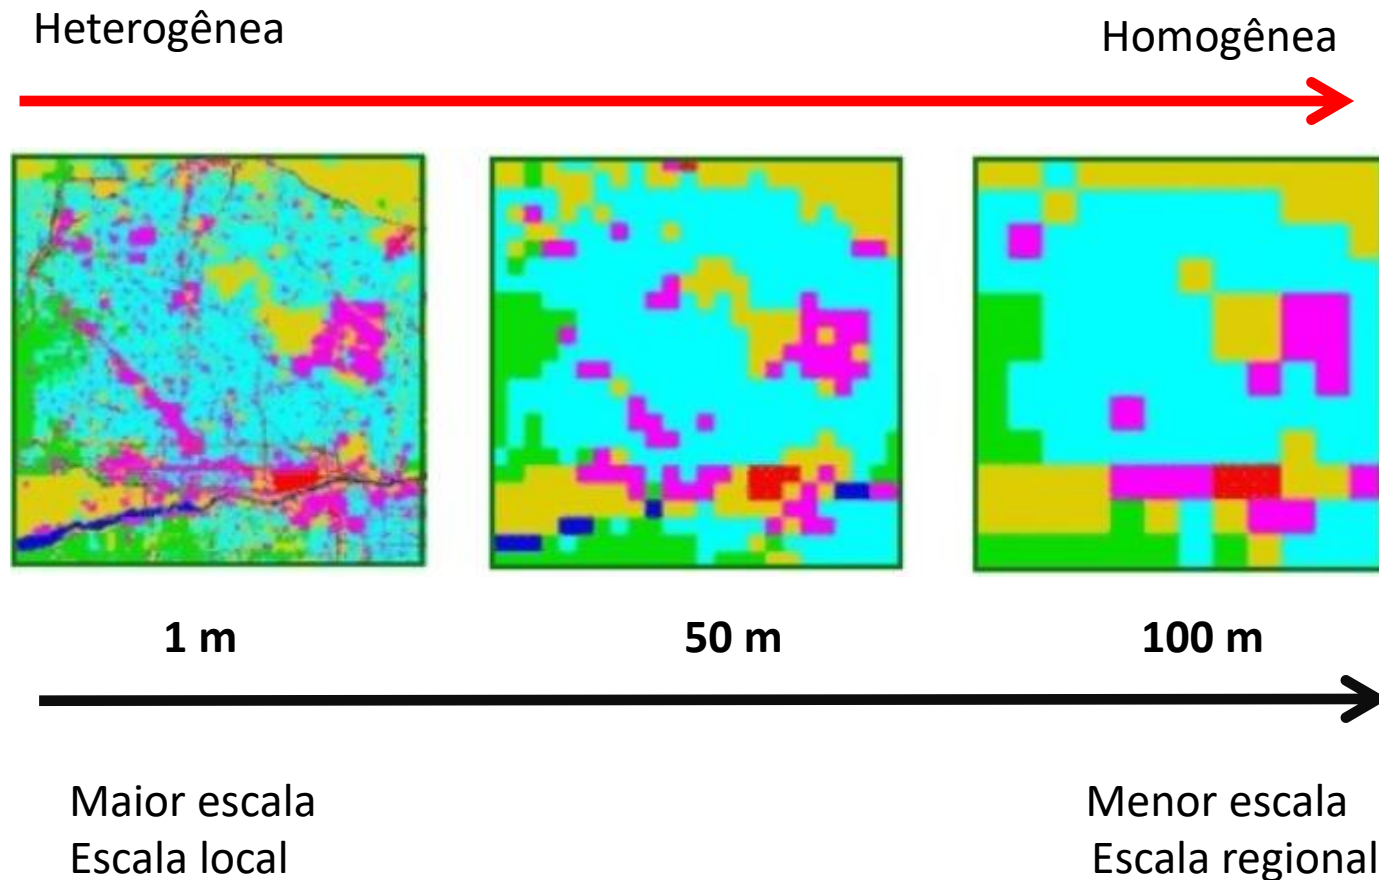 Heterogênea
Homogênea
1 m
50 m
100 m
Maior escala
Escala local
Menor escala
Escala regional